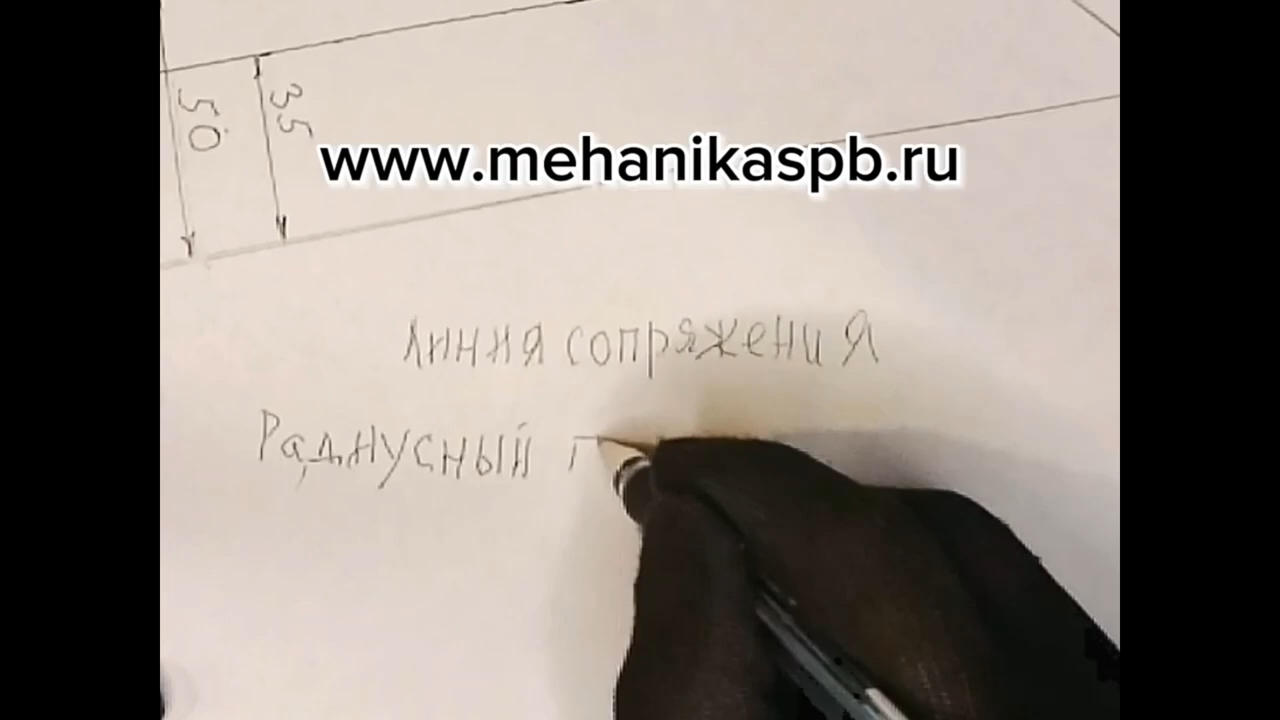 35
50
www.mehanikaspb.ru
линия сопряжения
Радиусный п